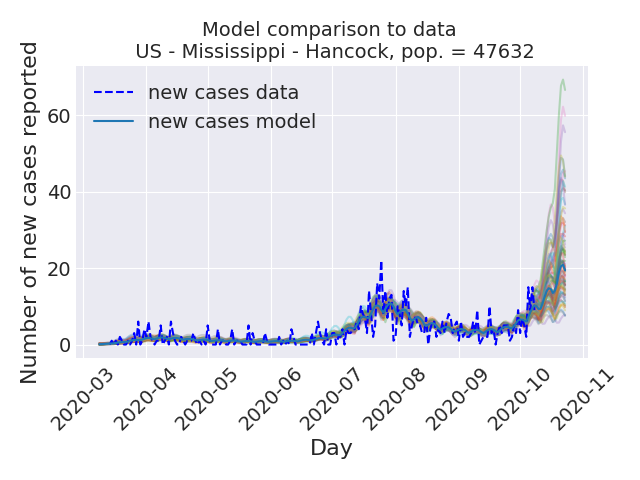 Model comparison to data
US - Mississippi - Hancock, pop. = 47632
new cases data
new cases model
Number of new cases reported
60
40
20
0
2020-03
2020-04
2020-05
2020-06
2020-07
2020-08
2020-09
2020-10
2020-11
Day